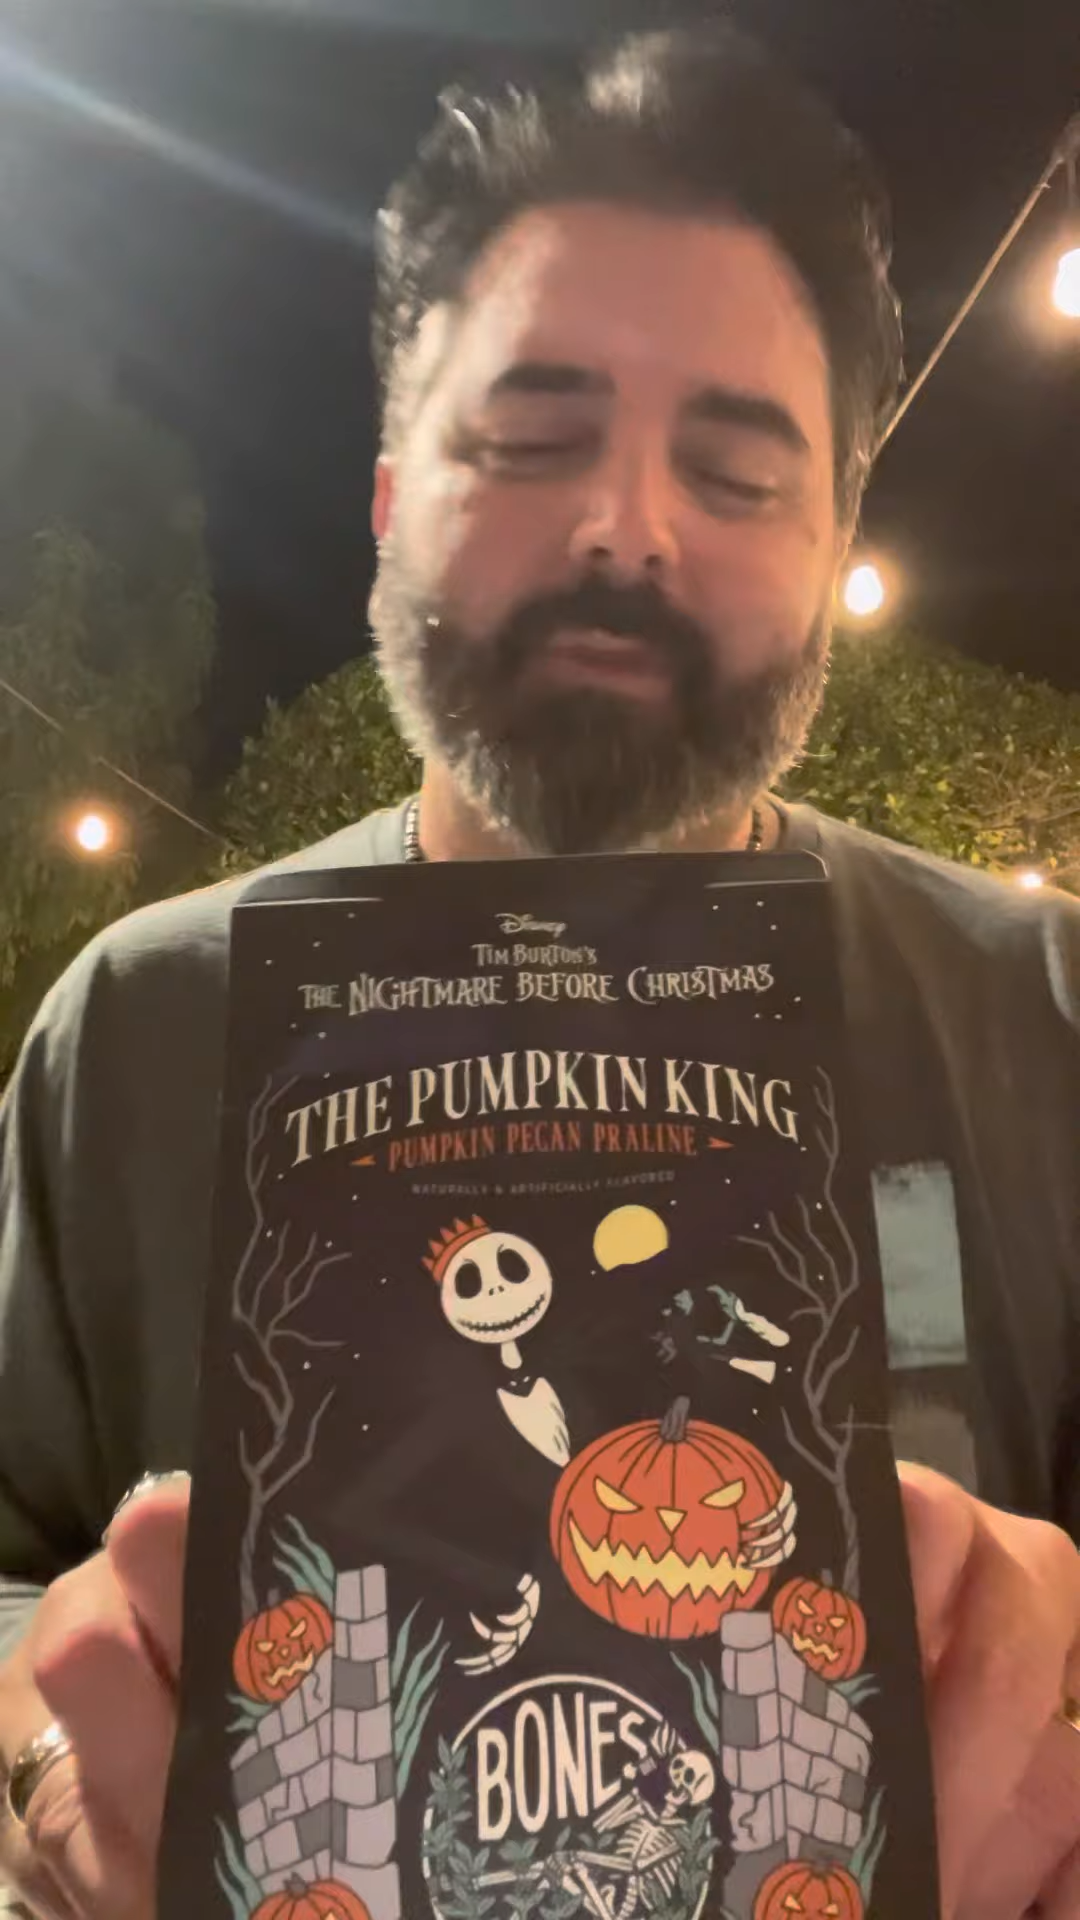 Disney
TIM BURTON'S
THE NIGHTMARE BEFORE CHRISTMAS
THE PUMPKIN KING
PUMPKIN PECAN PRALINE
NATURALLY & ARTIFICIALLY FLAVORED
BONES